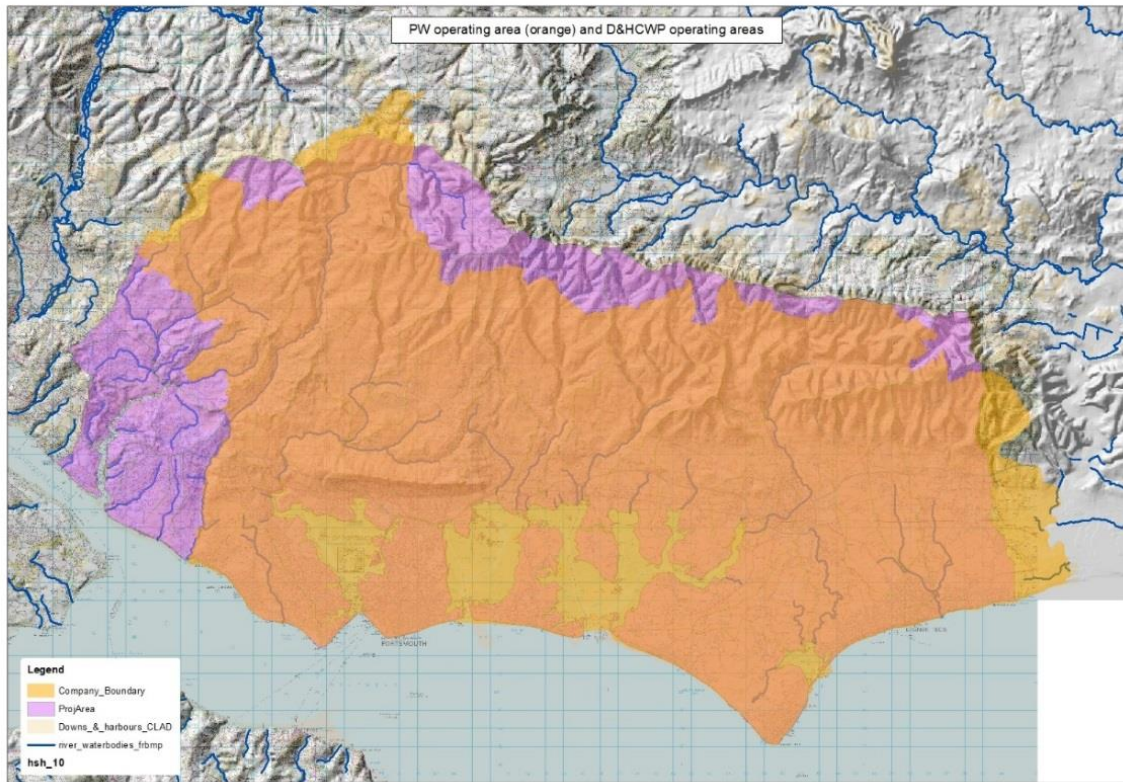 PW operating area (orange) and D&HCWP operating areas
PORTSMOUTH
Legend
Company_Boundary
ProjArea
Downs_&_harbours_CLAD
river_waterbodies_frbmp
hsh_10